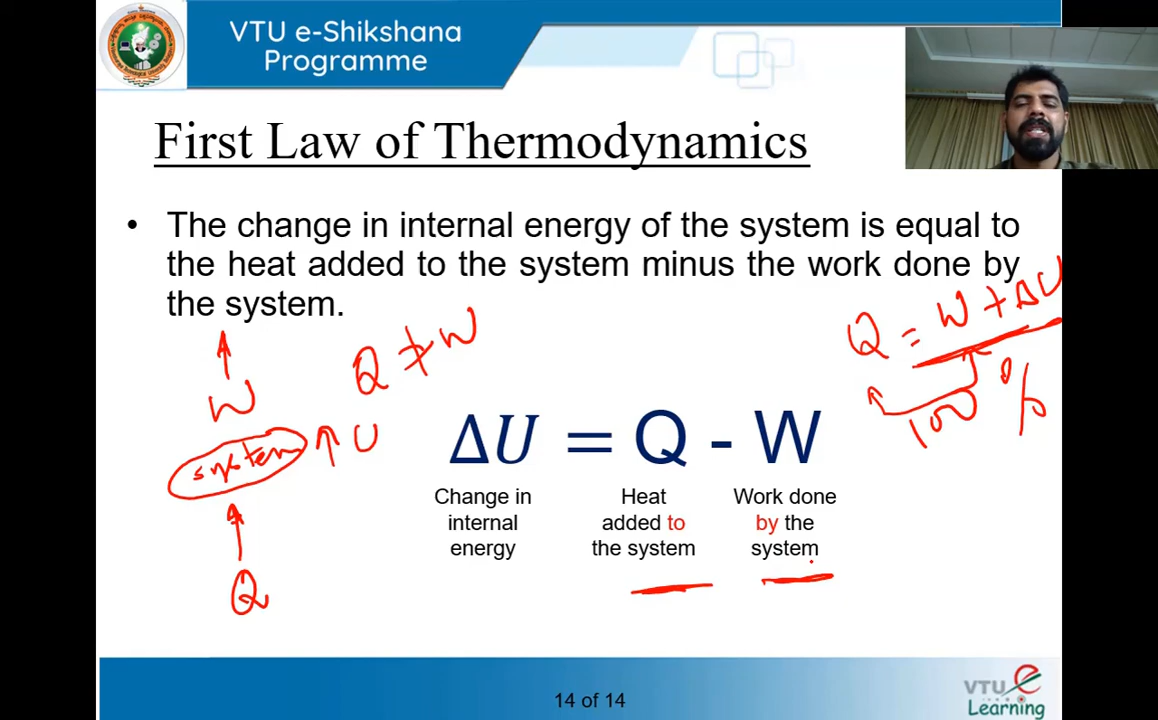 VTU e-Shikshana
Programme
First Law of Thermodynamics
• The change in internal energy of the system is equal to
the heat added to the system minus the work done by
the system.
Q = W + ΔU
100 %
W
Q ≠ W
system ↑ U
Q
ΔU = Q - W
Change in
internal
energy
Heat
added to
the system
Work done
by the
system
14 of 14
VTU e
Learning